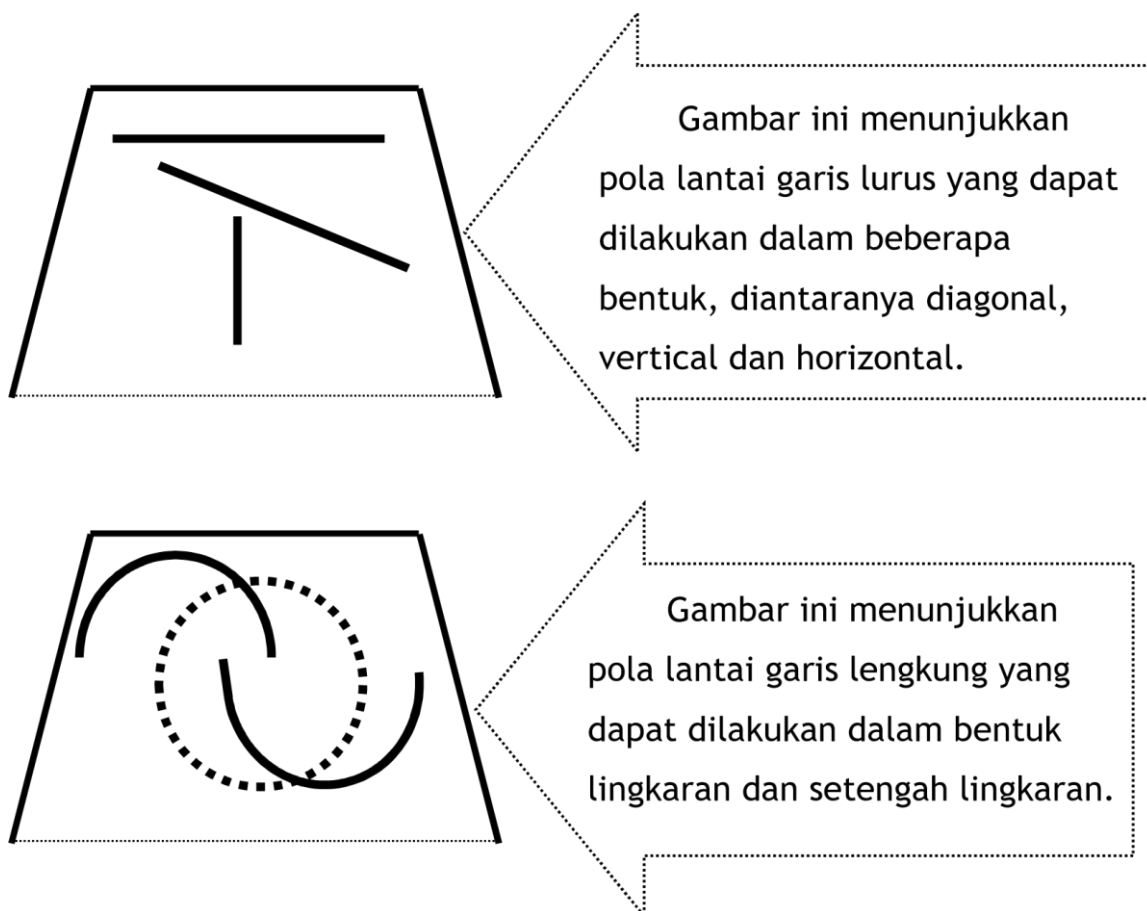 Gambar ini menunjukkan
pola lantai garis lurus yang dapat
dilakukan dalam beberapa
bentuk, diantaranya diagonal,
vertical dan horizontal.
Gambar ini menunjukkan
pola lantai garis lengkung yang
dapat dilakukan dalam bentuk
lingkaran dan setengah lingkaran.